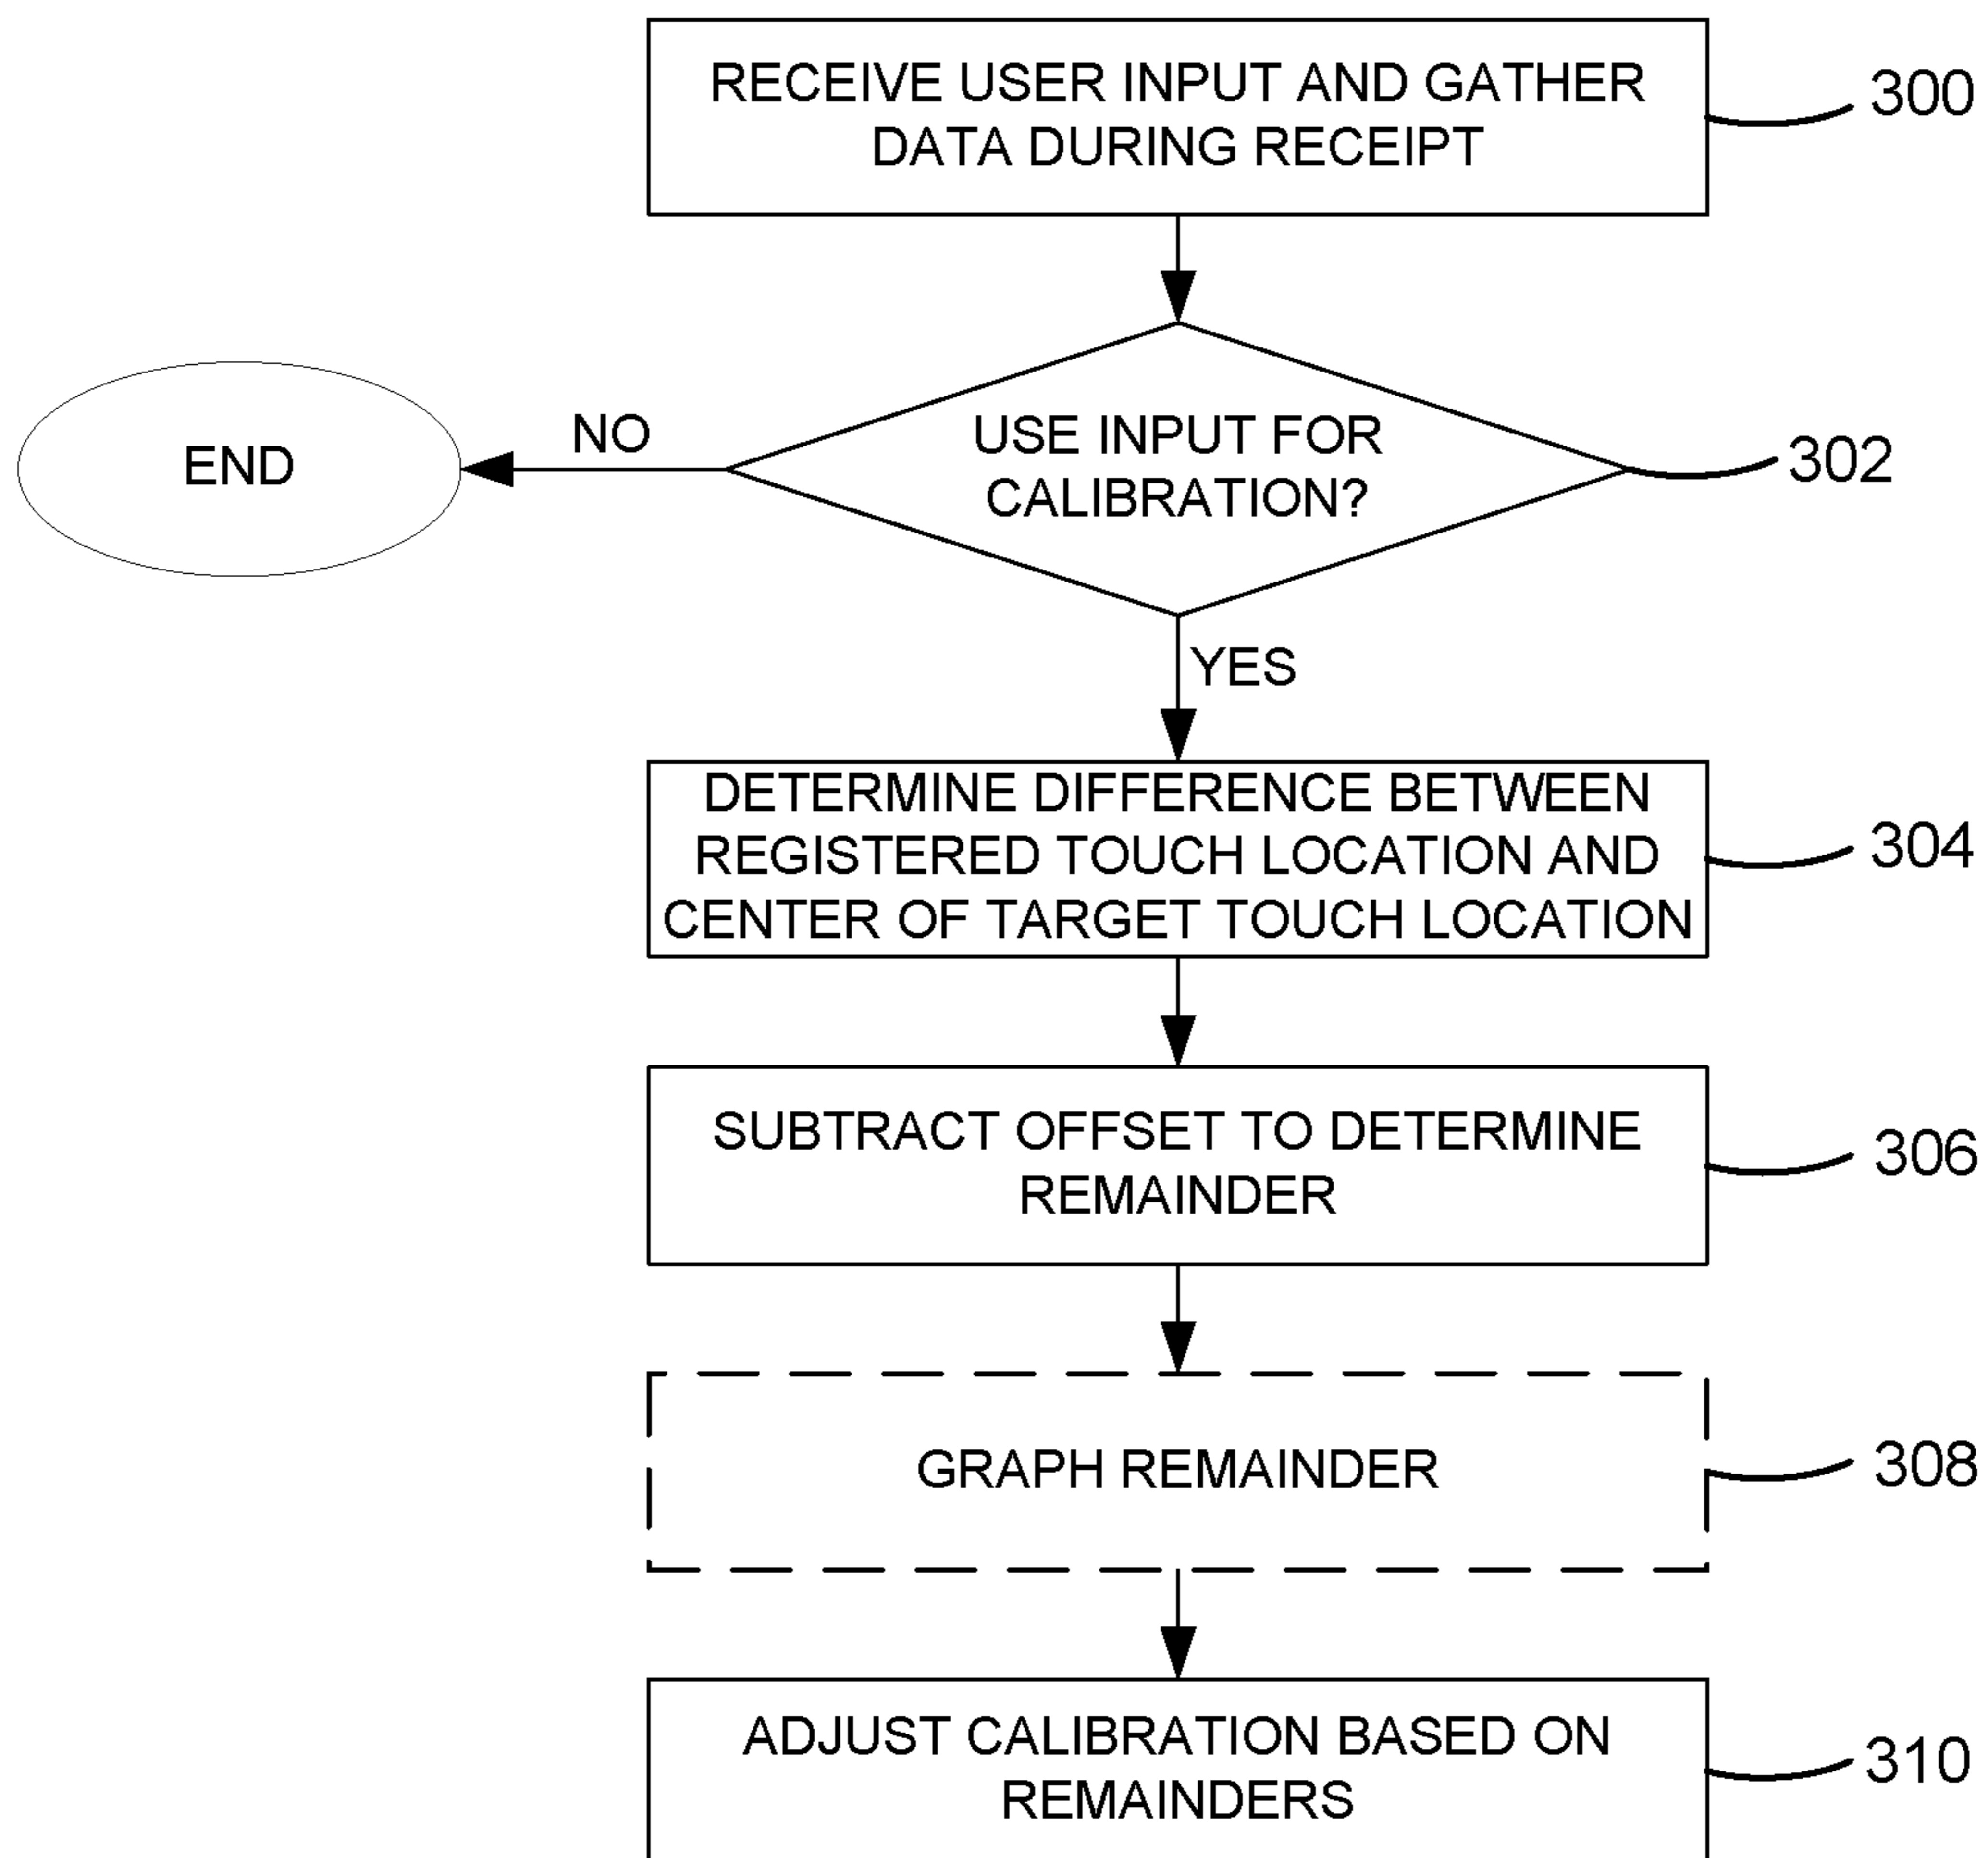 RECEIVE USER INPUT AND GATHER
DATA DURING RECEIPT
300
USE INPUT FOR
CALIBRATION?
302
NO
END
YES
DETERMINE DIFFERENCE BETWEEN
REGISTERED TOUCH LOCATION AND
CENTER OF TARGET TOUCH LOCATION
304
SUBTRACT OFFSET TO DETERMINE
REMAINDER
306
GRAPH REMAINDER
308
ADJUST CALIBRATION BASED ON
REMAINDERS
310